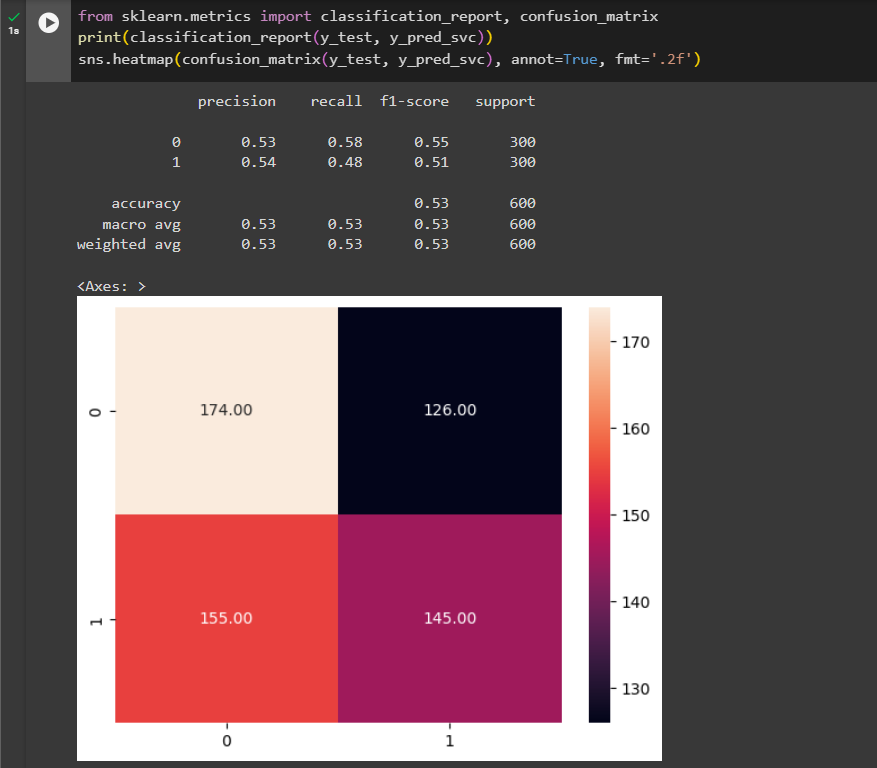 1s
from sklearn.metrics import classification_report, confusion_matrix
print(classification_report(y_test, y_pred_svc))
sns.heatmap(confusion_matrix(y_test, y_pred_svc), annot=True, fmt='.2f')
precision recall f1-score support
0 0.53 0.58 0.55 300
1 0.54 0.48 0.51 300
accuracy 0.53 600
macro avg 0.53 0.53 0.53 600
weighted avg 0.53 0.53 0.53 600
<Axes: >
170
0 174.00 126.00
160
150
1 155.00 145.00
140
130
0 1